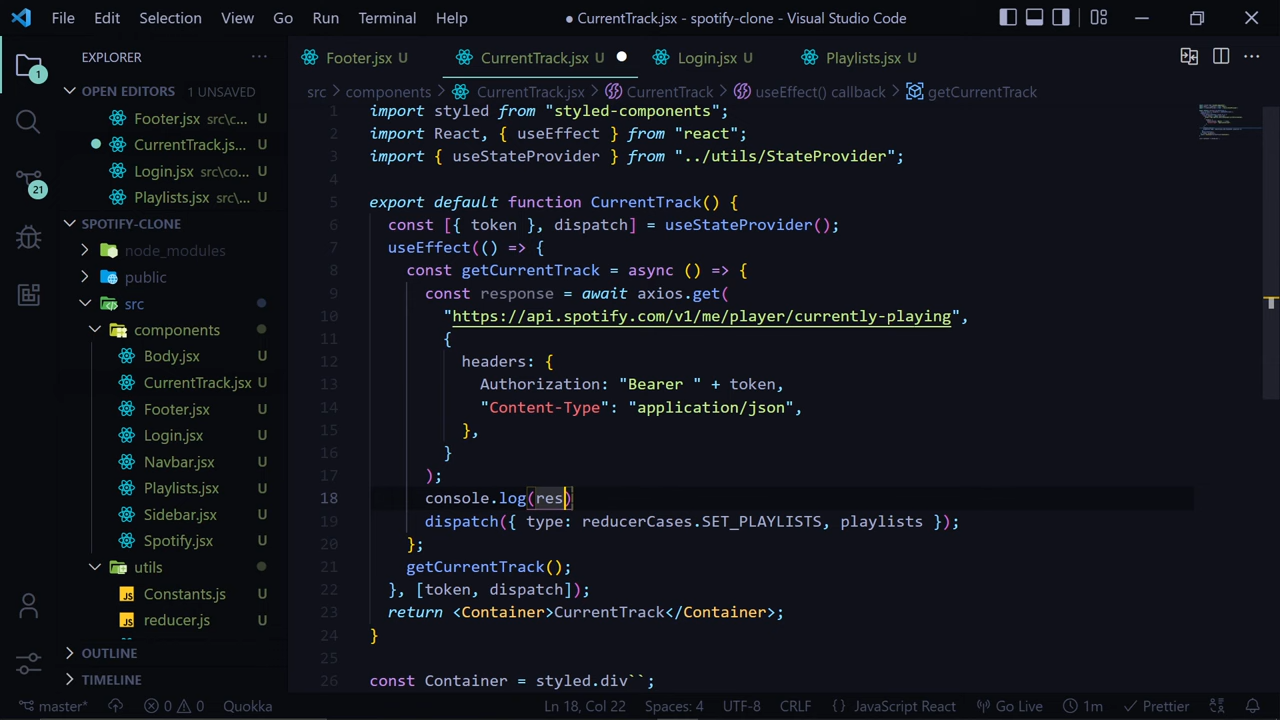 File Edit Selection View Go Run Terminal Help ● CurrentTrack.jsx - spotify-clone - Visual Studio Code
EXPLORER ···
1
OPEN EDITORS 1 UNSAVED
Footer.jsx src\c... U
CurrentTrack.js... U
Login.jsx src\co... U
21
Playlists.jsx src\... U
SPOTIFY-CLONE
node_modules
public
src
components
Body.jsx U
CurrentTrack.jsx U
Footer.jsx U
Login.jsx U
Navbar.jsx U
Playlists.jsx U
Sidebar.jsx U
Spotify.jsx U
utils
JS Constants.js U
JS reducer.js U
OUTLINE
TIMELINE
Footer.jsx U CurrentTrack.jsx U ● Login.jsx U Playlists.jsx U ···
src > components > CurrentTrack.jsx > CurrentTrack > useEffect() callback > getCurrentTrack
1 import styled from "styled-components";
2 import React, { useEffect } from "react";
3 import { useStateProvider } from "../utils/StateProvider";
4
5 export default function CurrentTrack() {
6 const [{ token }, dispatch] = useStateProvider();
7 useEffect(() => {
8 const getCurrentTrack = async () => {
9 const response = await axios.get(
10 "https://api.spotify.com/v1/me/player/currently-playing",
11 {
12 headers: {
13 Authorization: "Bearer " + token,
14 "Content-Type": "application/json",
15 },
16 }
17 );
18 console.log(res)
19 dispatch({ type: reducerCases.SET_PLAYLISTS, playlists });
20 };
21 getCurrentTrack();
22 }, [token, dispatch]);
23 return <Container>CurrentTrack</Container>;
24 }
25
26 const Container = styled.div``;
master* 0 0 Quokka Ln 18, Col 22 Spaces: 4 UTF-8 CRLF {} JavaScript React Go Live 1m Prettier